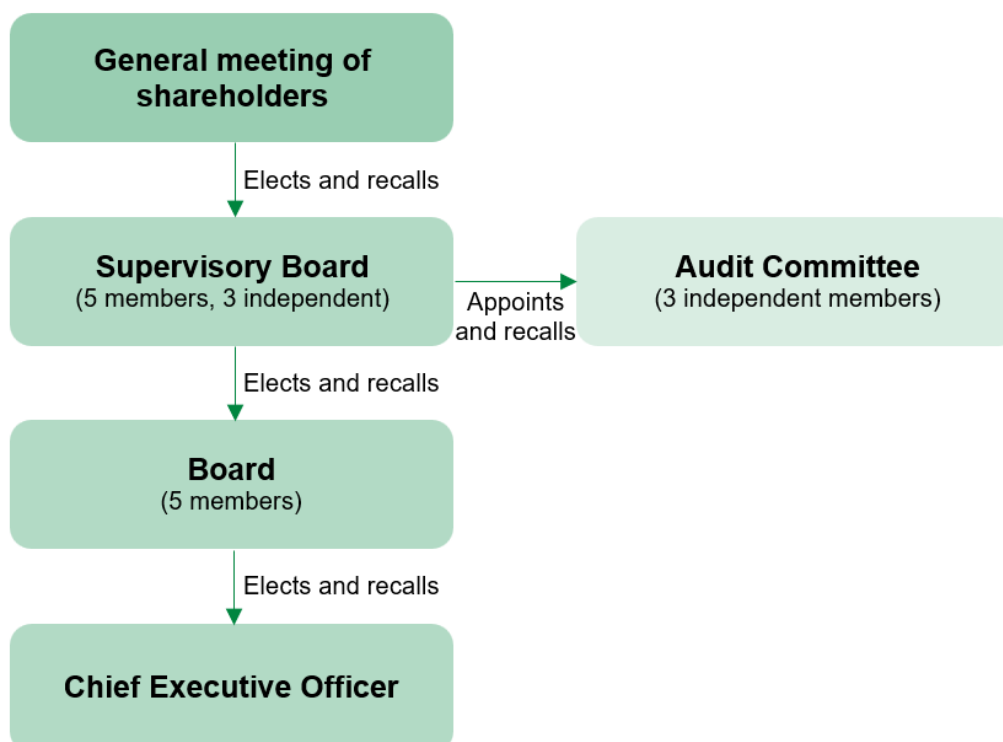 General meeting of
shareholders
Elects and recalls
Supervisory Board
(5 members, 3 independent)
Appoints
and recalls
Audit Committee
(3 independent members)
Elects and recalls
Board
(5 members)
Elects and recalls
Chief Executive Officer